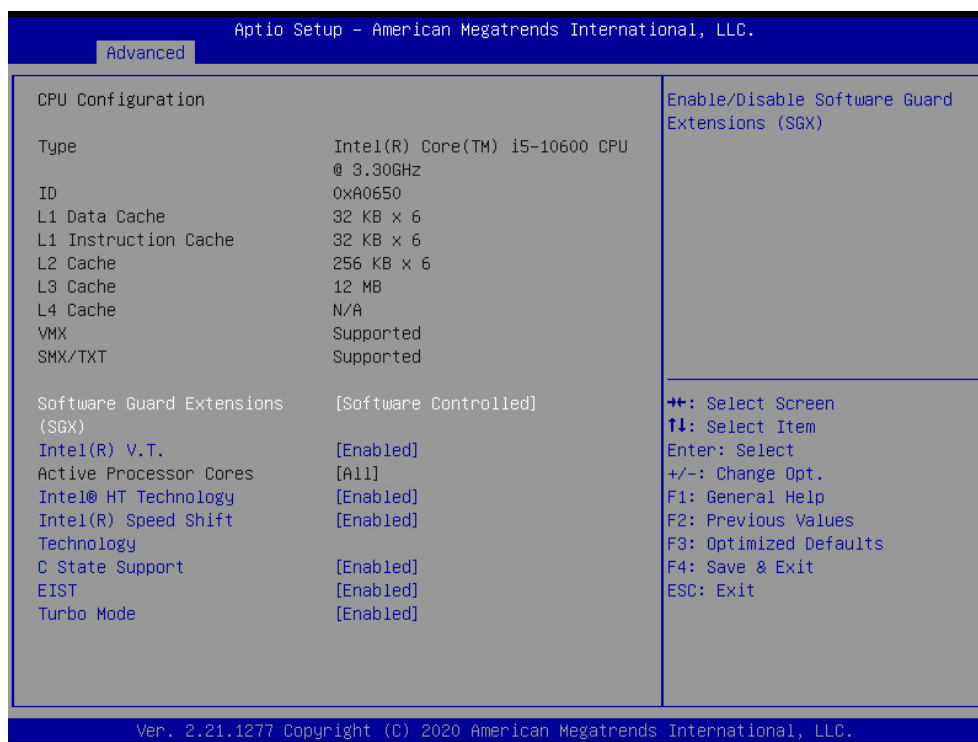 Aptio Setup – American Megatrends International, LLC.
Advanced
CPU Configuration
Type Intel(R) Core(TM) i5-10600 CPU
@ 3.30GHz
ID 0xA0650
L1 Data Cache 32 KB x 6
L1 Instruction Cache 32 KB x 6
L2 Cache 256 KB x 6
L3 Cache 12 MB
L4 Cache N/A
VMX Supported
SMX/TXT Supported
Software Guard Extensions [Software Controlled]
(SGX)
Intel(R) V.T. [Enabled]
Active Processor Cores [All]
Intel® HT Technology [Enabled]
Intel(R) Speed Shift [Enabled]
Technology
C State Support [Enabled]
EIST [Enabled]
Turbo Mode [Enabled]
Enable/Disable Software Guard
Extensions (SGX)
→←: Select Screen
↑↓: Select Item
Enter: Select
+/-: Change Opt.
F1: General Help
F2: Previous Values
F3: Optimized Defaults
F4: Save & Exit
ESC: Exit
Ver. 2.21.1277 Copyright (C) 2020 American Megatrends International, LLC.